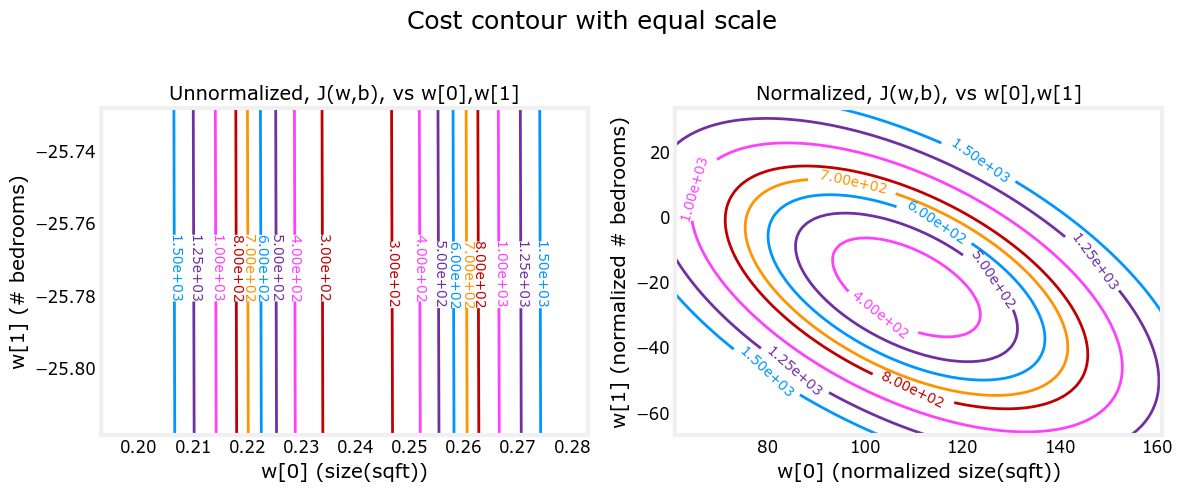 Cost contour with equal scale
Unnormalized, J(w,b), vs w[0],w[1]
w[1] (# bedrooms)
−25.74
−25.76
−25.78
−25.80
1.50e+03
1.25e+03
1.00e+03
8.00e+02
7.00e+02
6.00e+02
5.00e+02
4.00e+02
3.00e+02
3.00e+02
4.00e+02
5.00e+02
6.00e+02
7.00e+02
8.00e+02
1.00e+03
1.25e+03
1.50e+03
0.20 0.21 0.22 0.23 0.24 0.25 0.26 0.27 0.28
w[0] (size(sqft))
Normalized, J(w,b), vs w[0],w[1]
w[1] (normalized # bedrooms)
20
0
−20
−40
−60
1.50e+03
1.00e+03
7.00e+02
6.00e+02
1.25e+03
5.00e+02
4.00e+02
1.50e+03
1.25e+03
8.00e+02
80 100 120 140 160
w[0] (normalized size(sqft))